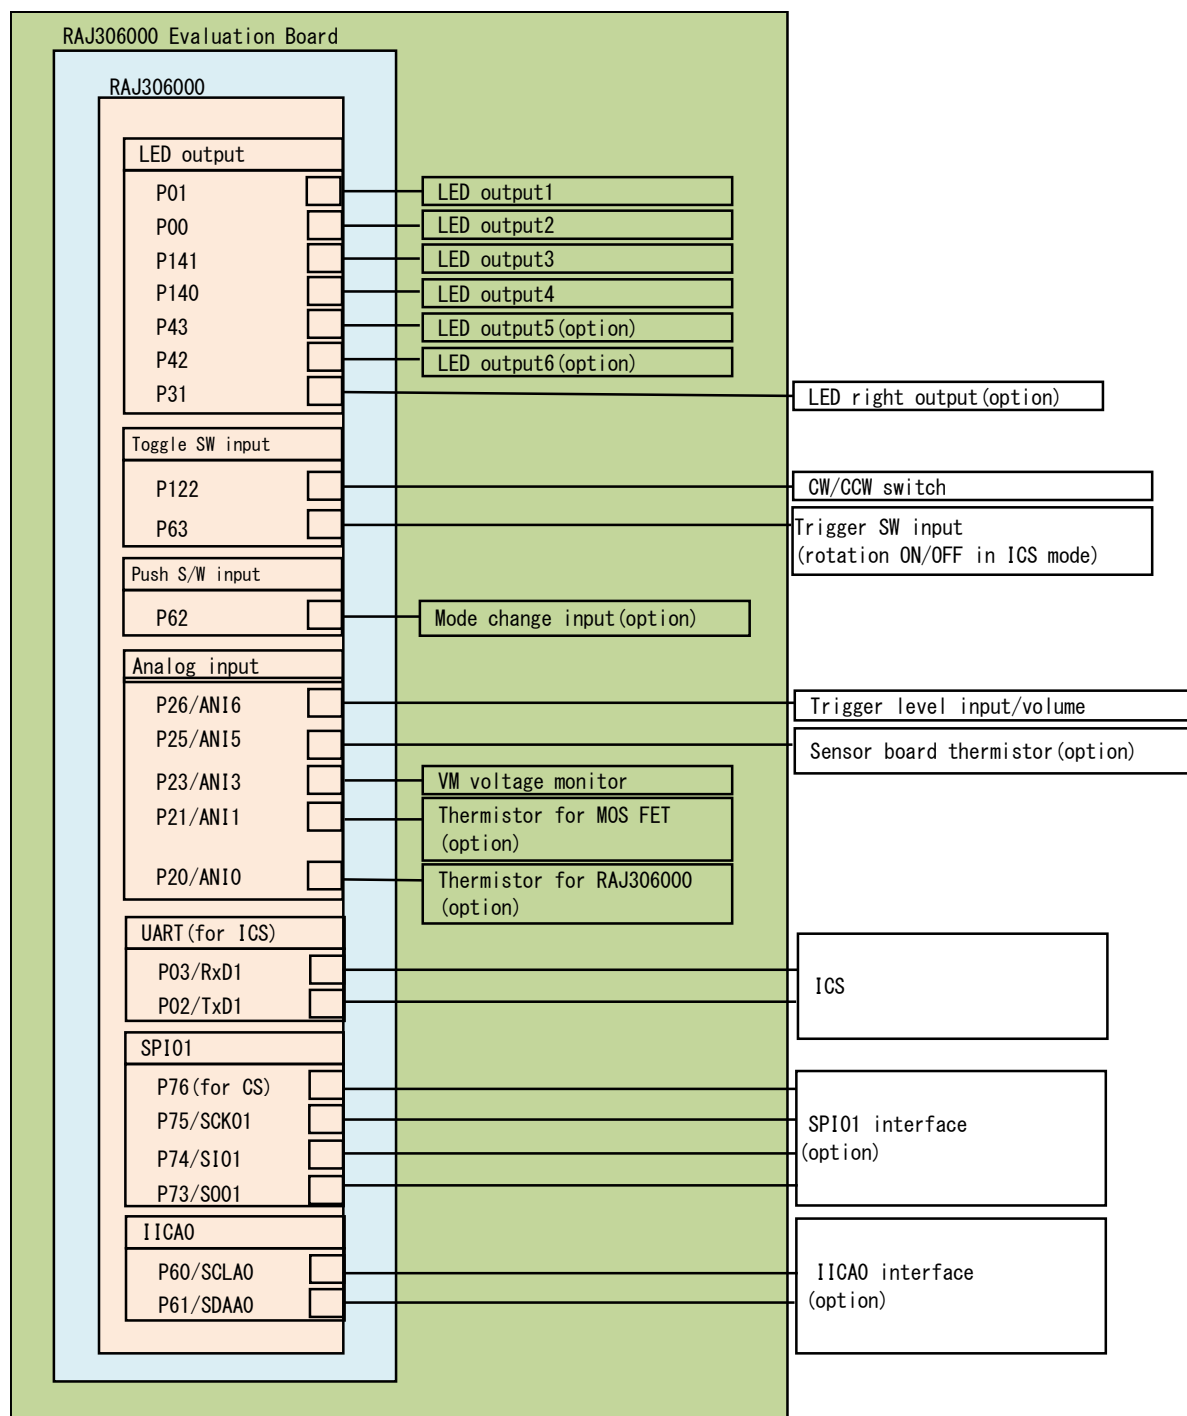 RAJ306000 Evaluation Board
RAJ306000
LED output
P01
LED output1
P00
LED output2
P141
LED output3
P140
LED output4
P43
LED output5(option)
P42
LED output6(option)
P31
LED right output(option)
Toggle SW input
P122
CW/CCW switch
P63
Trigger SW input
(rotation ON/OFF in ICS mode)
Push S/W input
P62
Mode change input(option)
Analog input
P26/ANI6
Trigger level input/volume
P25/ANI5
Sensor board thermistor(option)
P23/ANI3
VM voltage monitor
P21/ANI1
Thermistor for MOS FET
(option)
P20/ANI0
Thermistor for RAJ306000
(option)
UART(for ICS)
P03/RxD1
P02/TxD1
ICS
SPI01
P76(for CS)
P75/SCK01
P74/SI01
P73/SO01
SPI01 interface
(option)
IICA0
P60/SCLA0
P61/SDAA0
IICA0 interface
(option)